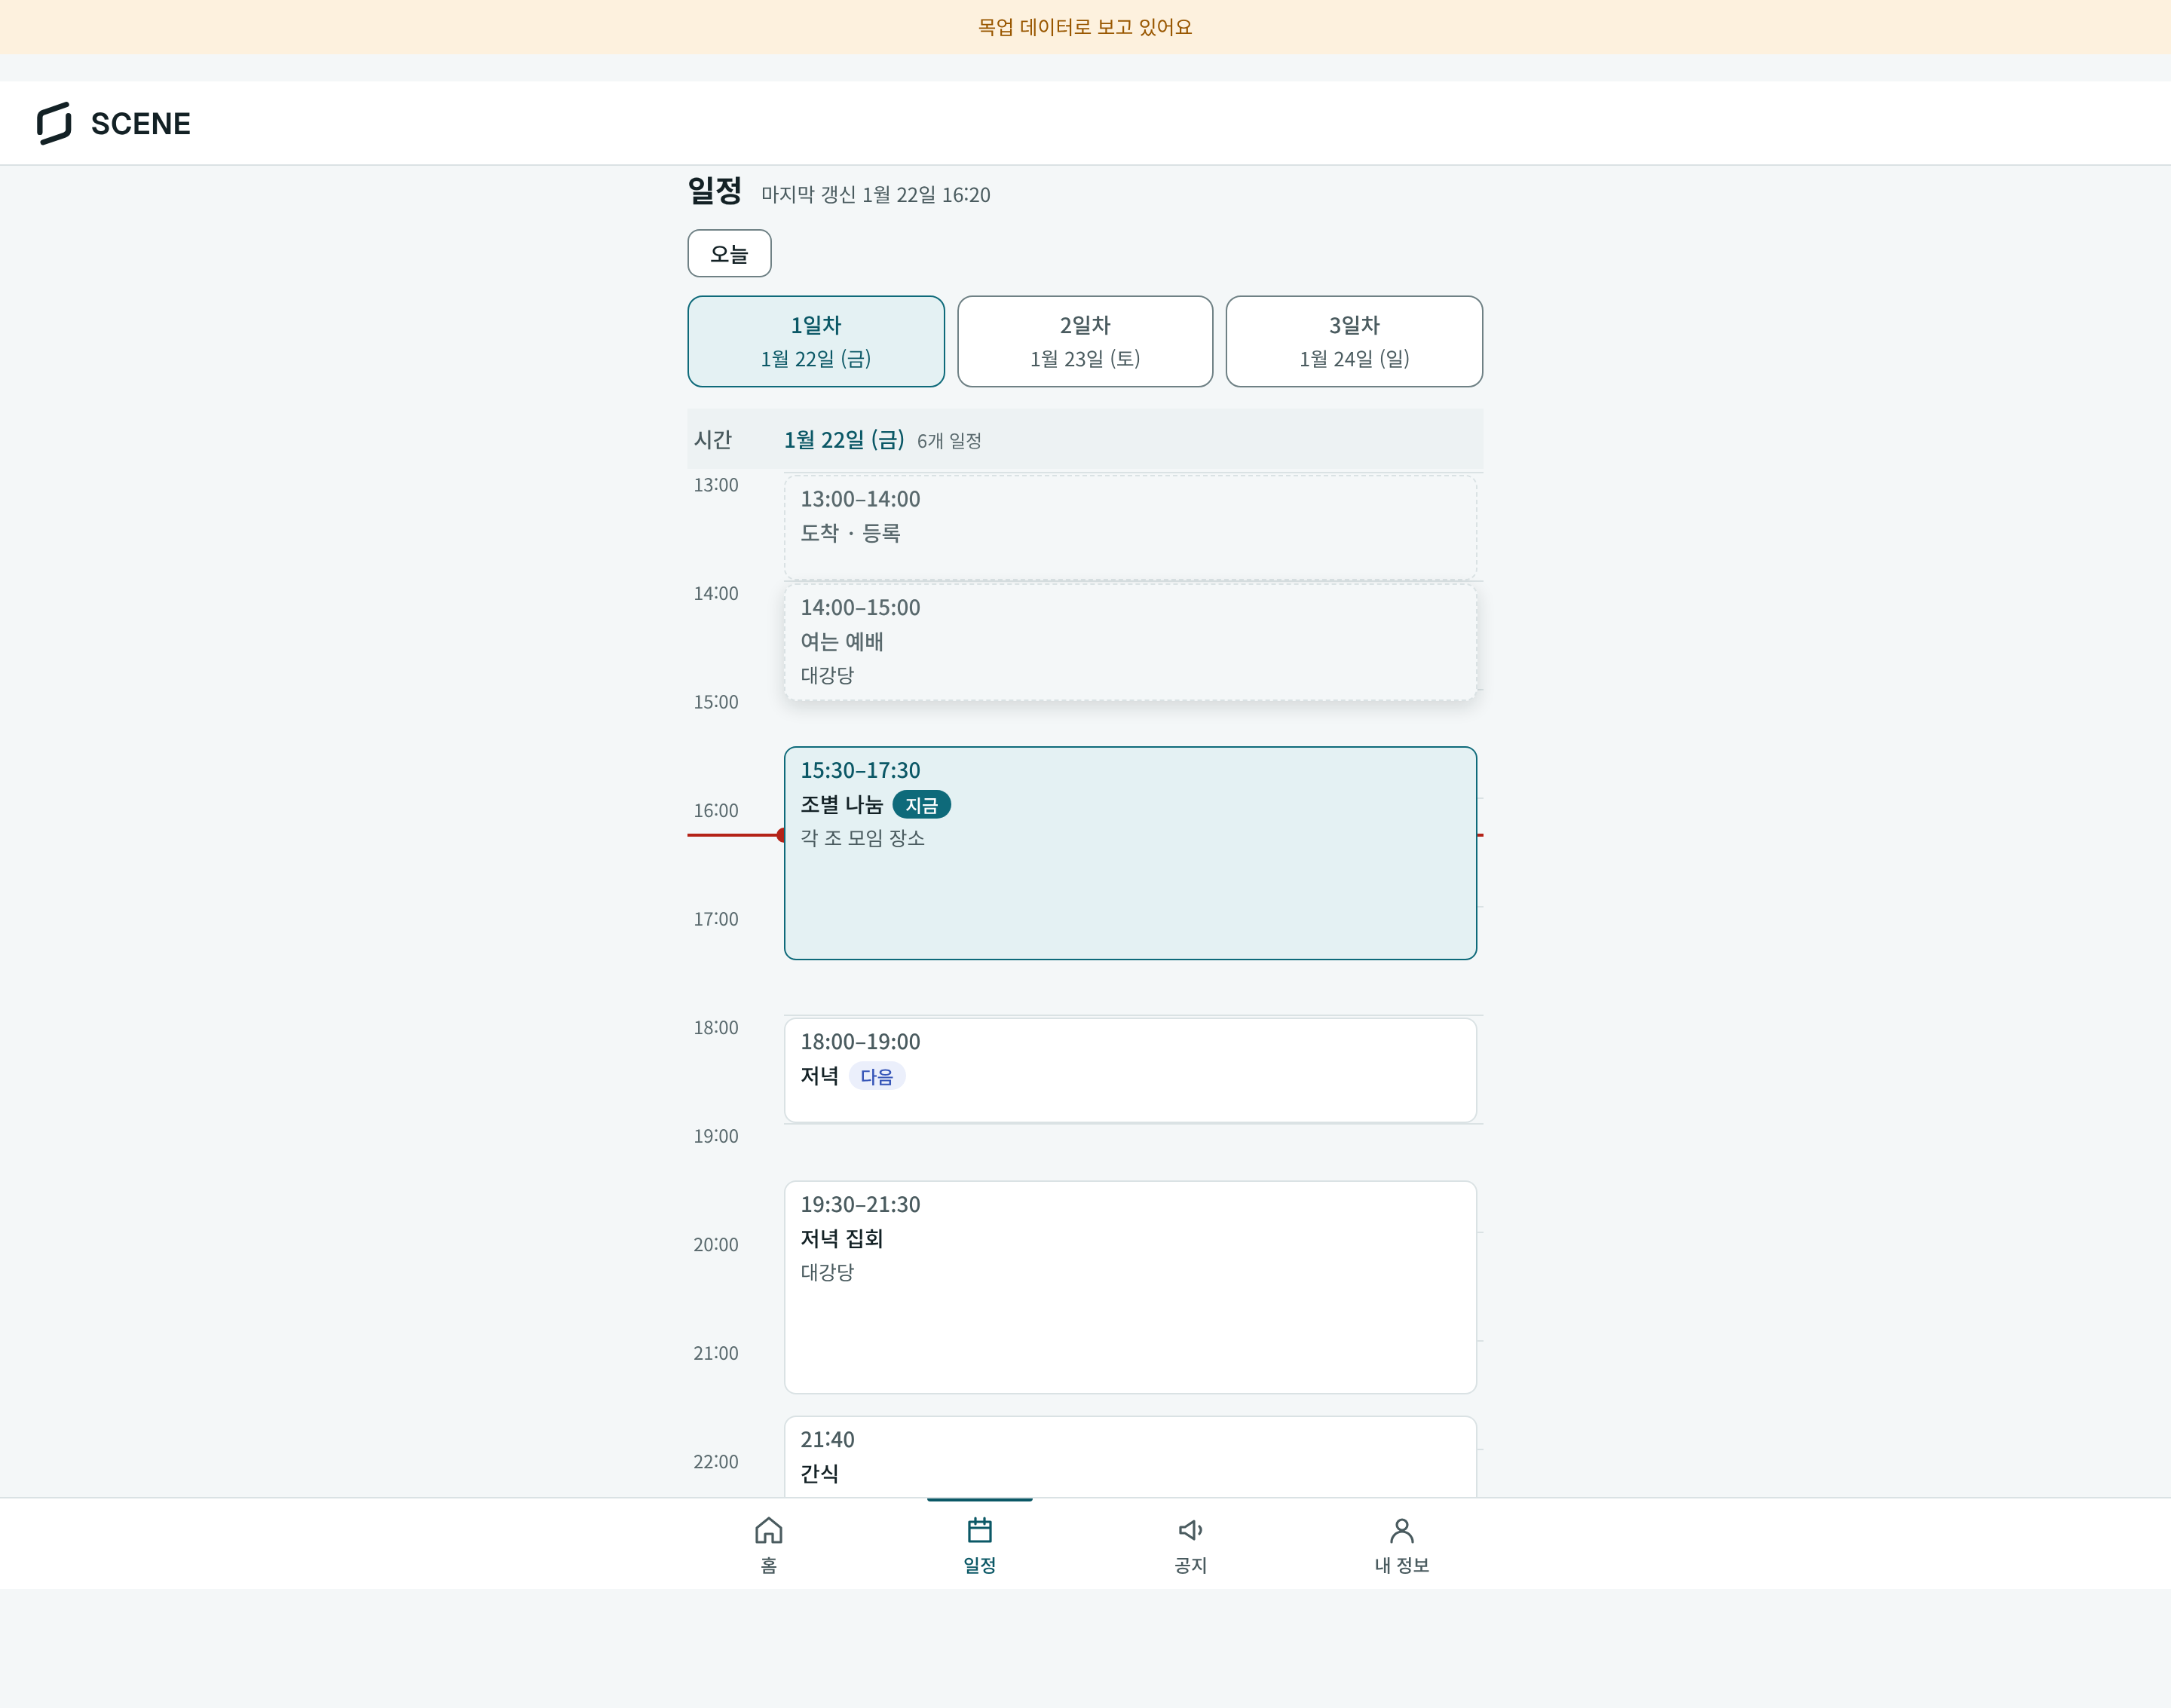 목업 데이터로 보고 있어요
SCENE
일정 마지막 갱신 1월 22일 16:20
오늘
1일차
1월 22일 (금)
2일차
1월 23일 (토)
3일차
1월 24일 (일)
시간 1월 22일 (금) 6개 일정
13:00
13:00–14:00
도착 · 등록
14:00
14:00–15:00
여는 예배
대강당
15:00
15:30–17:30
조별 나눔 지금
16:00
각 조 모임 장소
17:00
18:00
18:00–19:00
저녁 다음
19:00
19:30–21:30
저녁 집회
20:00
대강당
21:00
21:40
22:00
간식
홈
일정
공지
내 정보